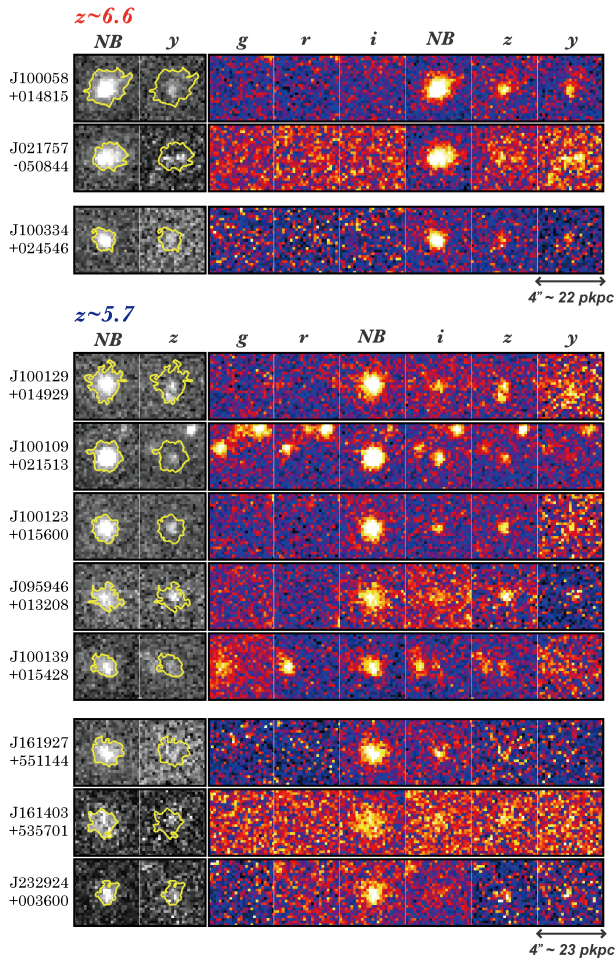 z~6.6
NB y g r i NB z y
J100058
+014815
J021757
-050844
J100334
+024546
4” ~ 22 pkpc
z~5.7
NB z g r NB i z y
J100129
+014929
J100109
+021513
J100123
+015600
J095946
+013208
J100139
+015428
J161927
+551144
J161403
+535701
J232924
+003600
4” ~ 23 pkpc